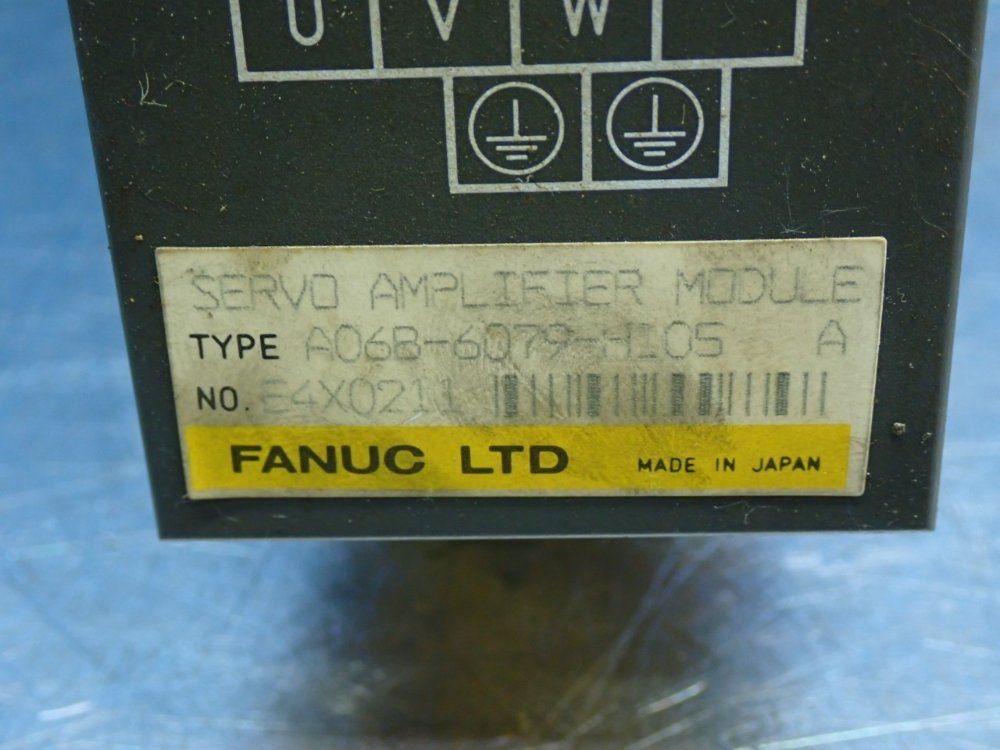 U V W
SERVO AMPLIFIER MODULE
TYPE A06B-6079-H105 A
NO. E4X0211
FANUC LTD MADE IN JAPAN